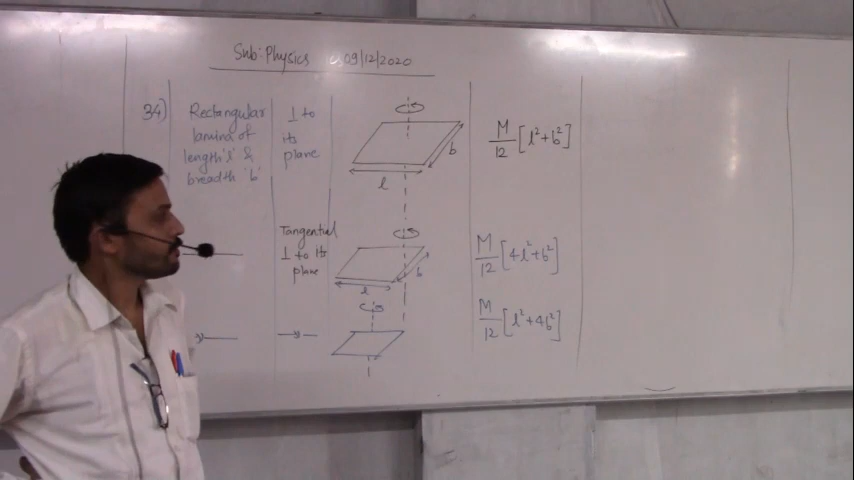 Sub: Physics 09/12/2020
34) Rectangular lamina of length 'l' & breadth 'b'
⊥ to its plane
l
b
M/12 [l²+b²]
Tangential ⊥ to its plane
l
b
M/12 [4l²+b²]
—〃— —〃—
M/12 [l²+4b²]